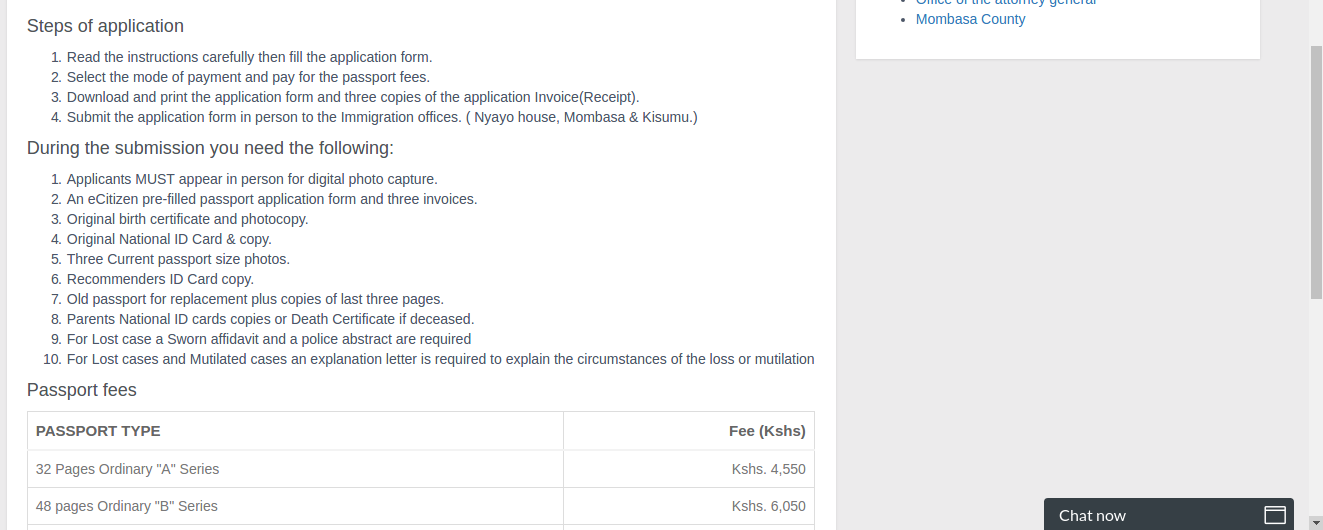 Office of the attorney general
Mombasa County
Steps of application
1. Read the instructions carefully then fill the application form.
2. Select the mode of payment and pay for the passport fees.
3. Download and print the application form and three copies of the application Invoice(Receipt).
4. Submit the application form in person to the Immigration offices. ( Nyayo house, Mombasa & Kisumu.)
During the submission you need the following:
1. Applicants MUST appear in person for digital photo capture.
2. An eCitizen pre-filled passport application form and three invoices.
3. Original birth certificate and photocopy.
4. Original National ID Card & copy.
5. Three Current passport size photos.
6. Recommenders ID Card copy.
7. Old passport for replacement plus copies of last three pages.
8. Parents National ID cards copies or Death Certificate if deceased.
9. For Lost case a Sworn affidavit and a police abstract are required
10. For Lost cases and Mutilated cases an explanation letter is required to explain the circumstances of the loss or mutilation
Passport fees
PASSPORT TYPE Fee (Kshs)
32 Pages Ordinary "A" Series Kshs. 4,550
48 pages Ordinary "B" Series Kshs. 6,050
Chat now